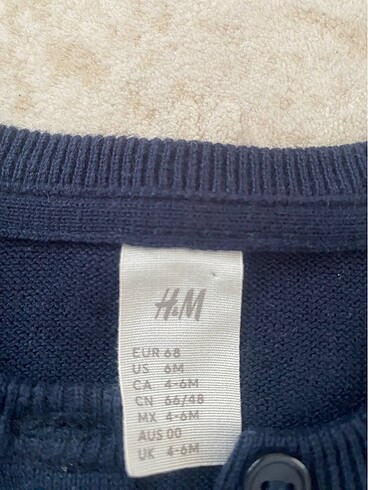 H&M
EUR 68
US 6M
CA 4-6M
CN 66/48
MX 4-6M
AUS 00
UK 4-6M